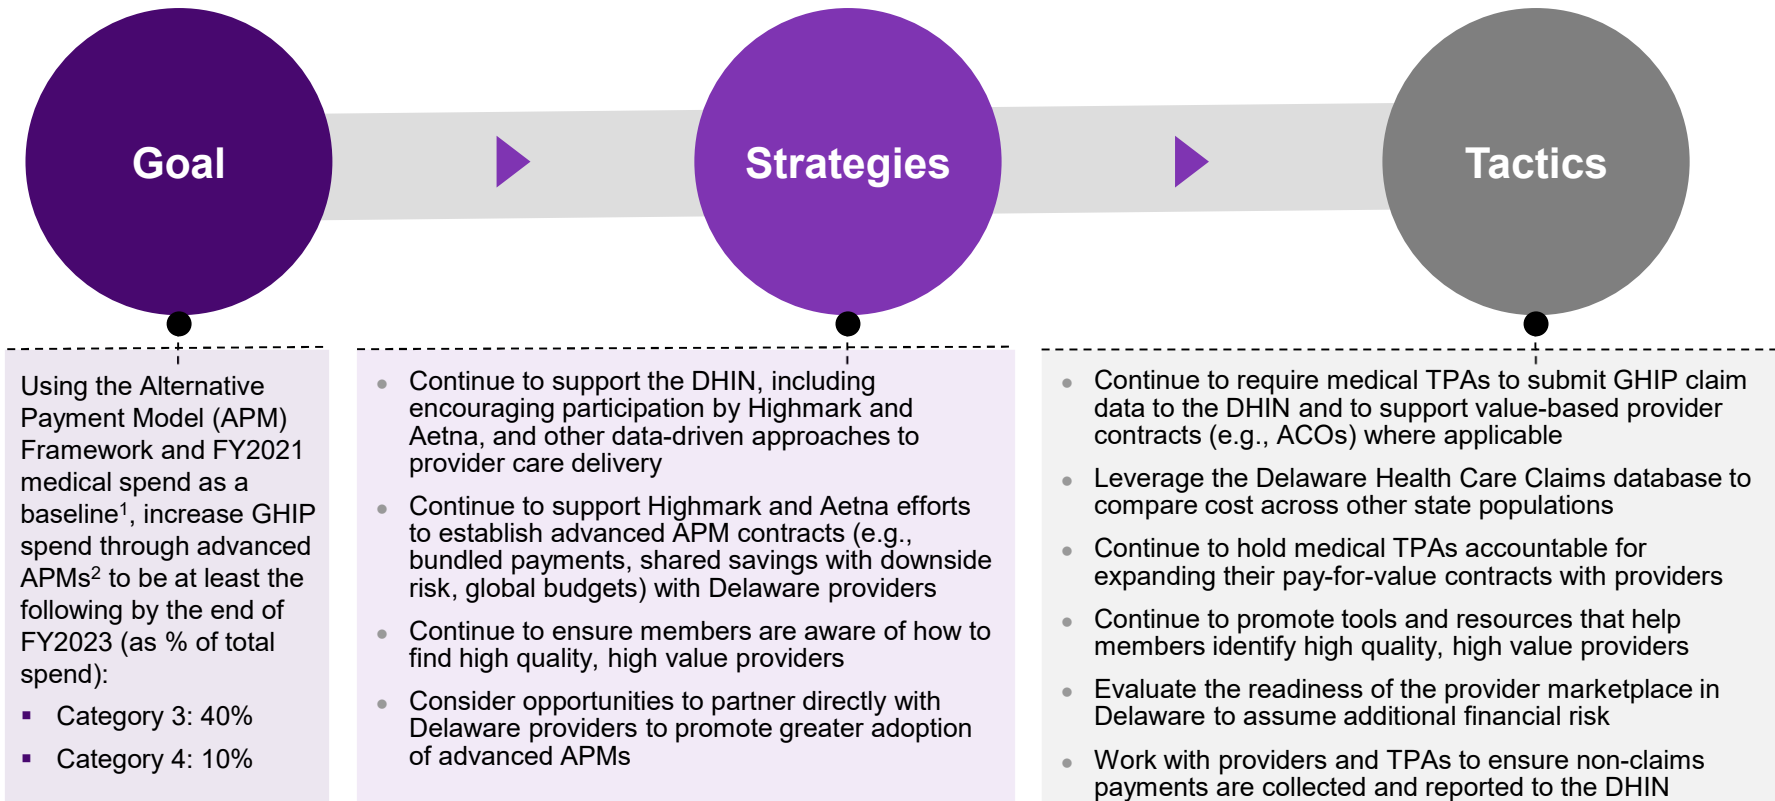 Goal
Strategies
Tactics
Using the Alternative
Payment Model (APM)
Framework and FY2021
medical spend as a
baseline1, increase GHIP
spend through advanced
APMs2 to be at least the
following by the end of
FY2023 (as % of total
spend):
▪ Category 3: 40%
▪ Category 4: 10%
• Continue to support the DHIN, including
encouraging participation by Highmark and
Aetna, and other data-driven approaches to
provider care delivery
• Continue to support Highmark and Aetna efforts
to establish advanced APM contracts (e.g.,
bundled payments, shared savings with downside
risk, global budgets) with Delaware providers
• Continue to ensure members are aware of how to
find high quality, high value providers
• Consider opportunities to partner directly with
Delaware providers to promote greater adoption
of advanced APMs
• Continue to require medical TPAs to submit GHIP claim
data to the DHIN and to support value-based provider
contracts (e.g., ACOs) where applicable
• Leverage the Delaware Health Care Claims database to
compare cost across other state populations
• Continue to hold medical TPAs accountable for
expanding their pay-for-value contracts with providers
• Continue to promote tools and resources that help
members identify high quality, high value providers
• Evaluate the readiness of the provider marketplace in
Delaware to assume additional financial risk
• Work with providers and TPAs to ensure non-claims
payments are collected and reported to the DHIN